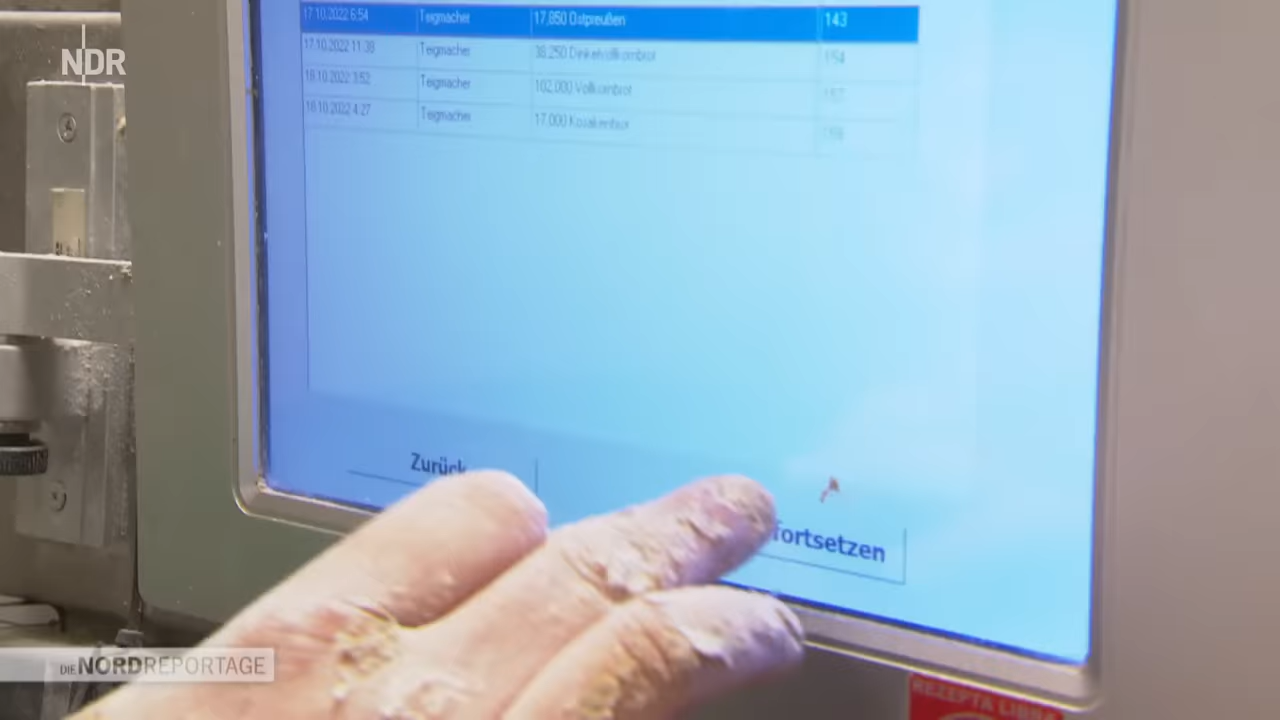 NDR
17.10.2022 6:54 Teigmacher 17,850 Ostpreußen 143
17.10.2022 11:38 Teigmacher 38,250 Dinkelvollkornbrot
18.10.2022 3:52 Teigmacher 102,000 Vollkornbrot
18.10.2022 4:27 Teigmacher 17,000 Kosakenbrot
Zurück
fortsetzen
DIE NORDREPORTAGE
REZEPTA